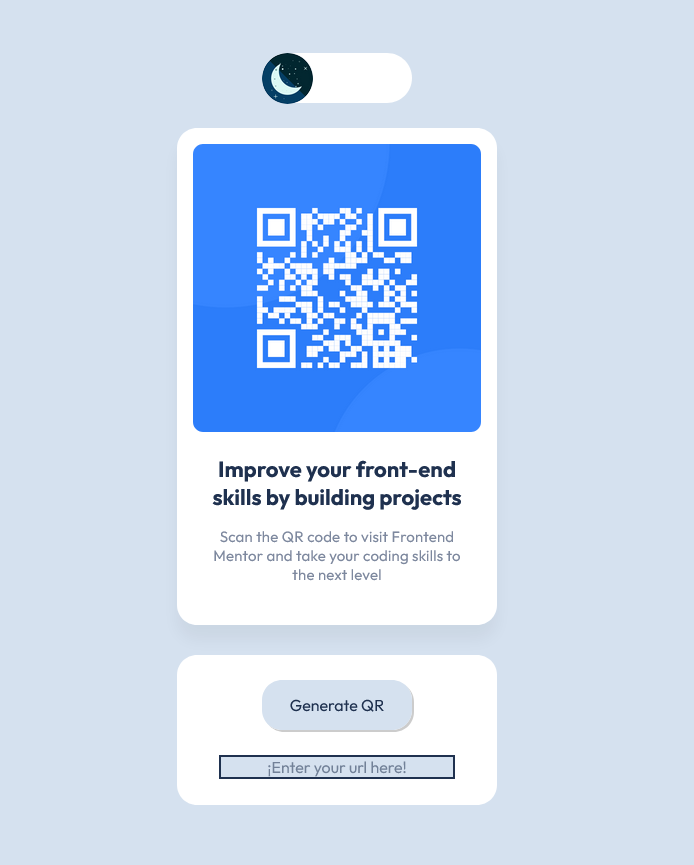 Improve your front-end
skills by building projects
Scan the QR code to visit Frontend
Mentor and take your coding skills to
the next level
Generate QR
¡Enter your url here!